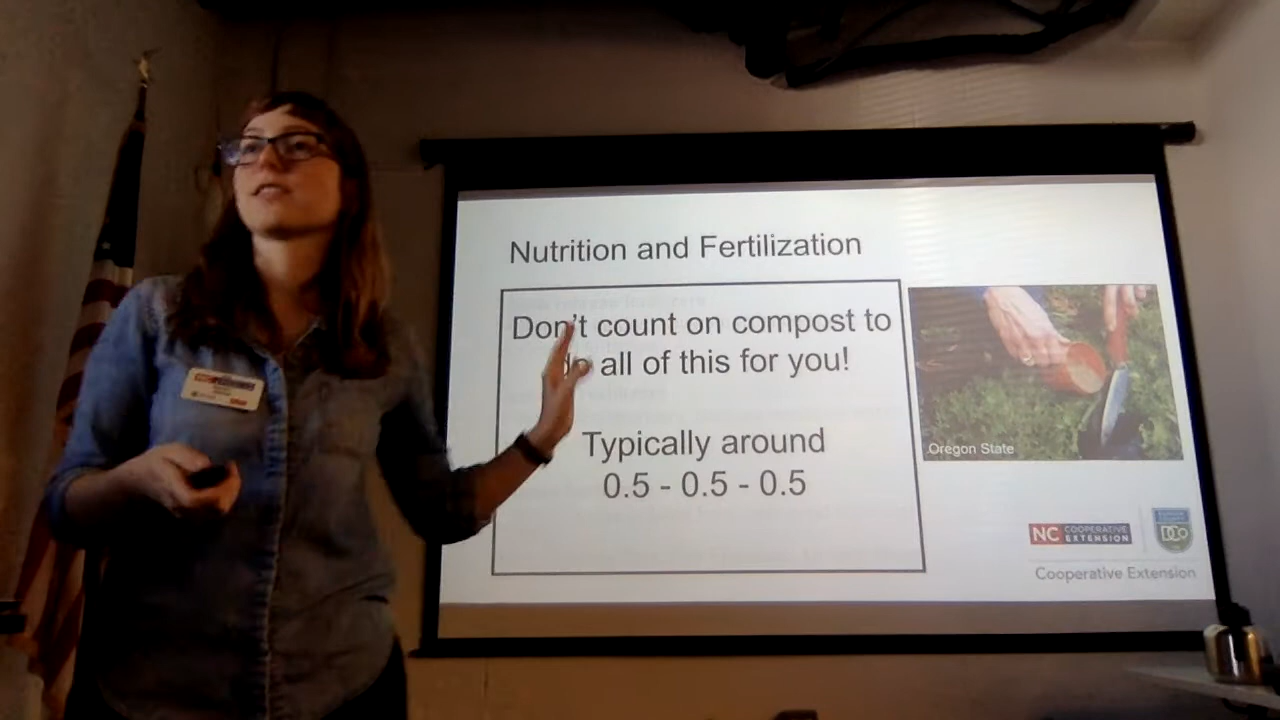 Nutrition and Fertilization
Don't count on compost to
do all of this for you!
Typically around
0.5 - 0.5 - 0.5
Oregon State
NC COOPERATIVE
EXTENSION
DCo
Cooperative Extension